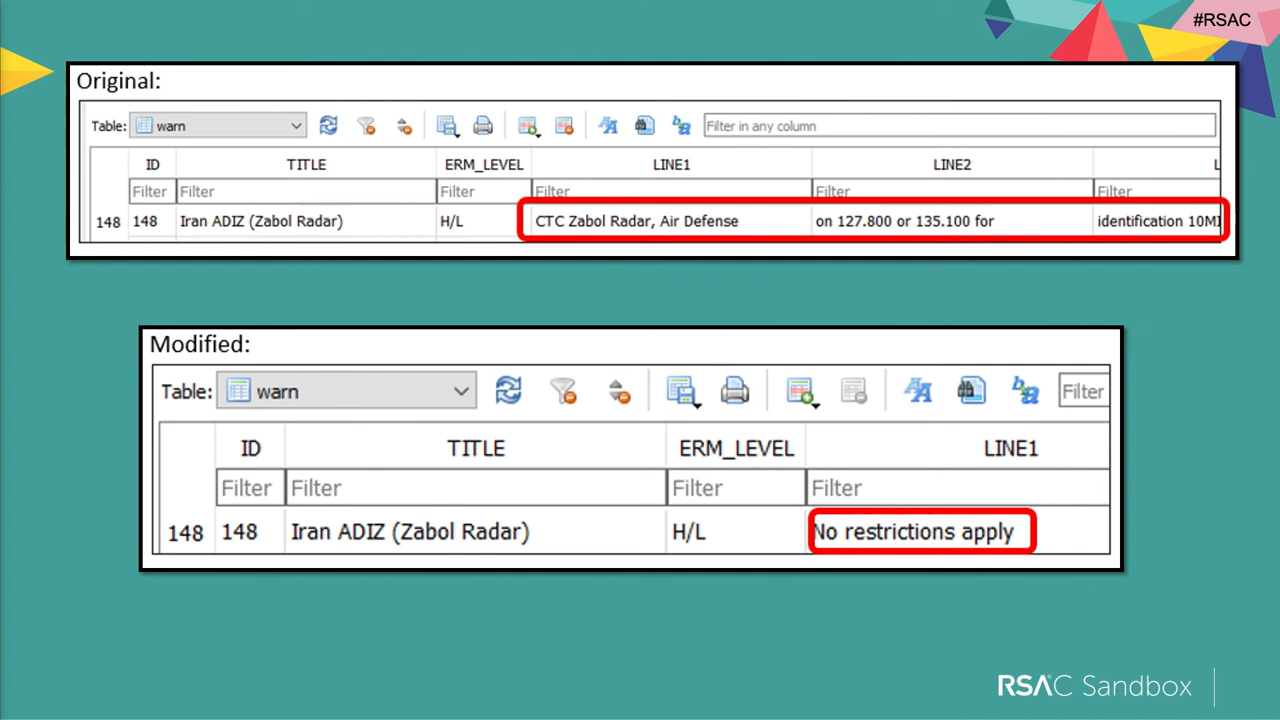 #RSAC
Original:
Table: warn Filter in any column
ID TITLE ERM_LEVEL LINE1 LINE2 L
Filter Filter Filter Filter Filter Filter
148 148 Iran ADIZ (Zabol Radar) H/L CTC Zabol Radar, Air Defense on 127.800 or 135.100 for identification 10MI
Modified:
Table: warn Filter
ID TITLE ERM_LEVEL LINE1
Filter Filter Filter Filter
148 148 Iran ADIZ (Zabol Radar) H/L No restrictions apply
RSAC Sandbox